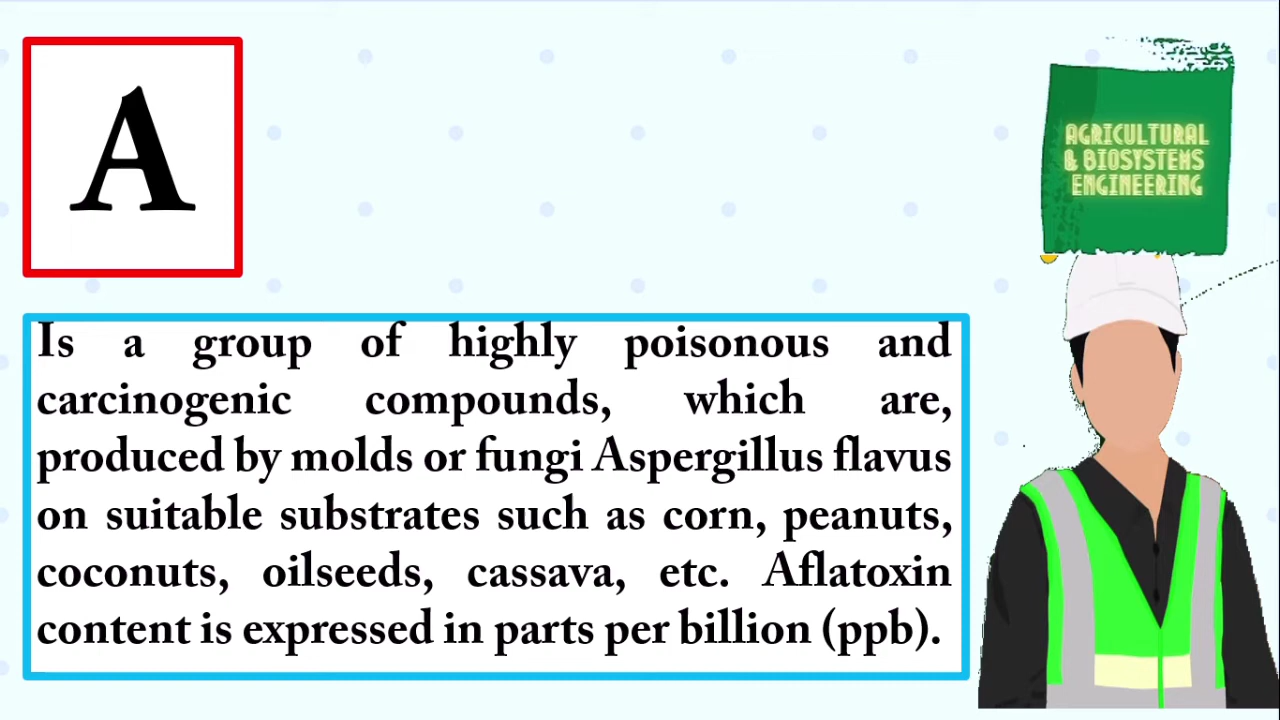 A
AGRICULTURAL
& BIOSYSTEMS
ENGINEERING
Is a group of highly poisonous and
carcinogenic compounds, which are,
produced by molds or fungi Aspergillus flavus
on suitable substrates such as corn, peanuts,
coconuts, oilseeds, cassava, etc. Aflatoxin
content is expressed in parts per billion (ppb).